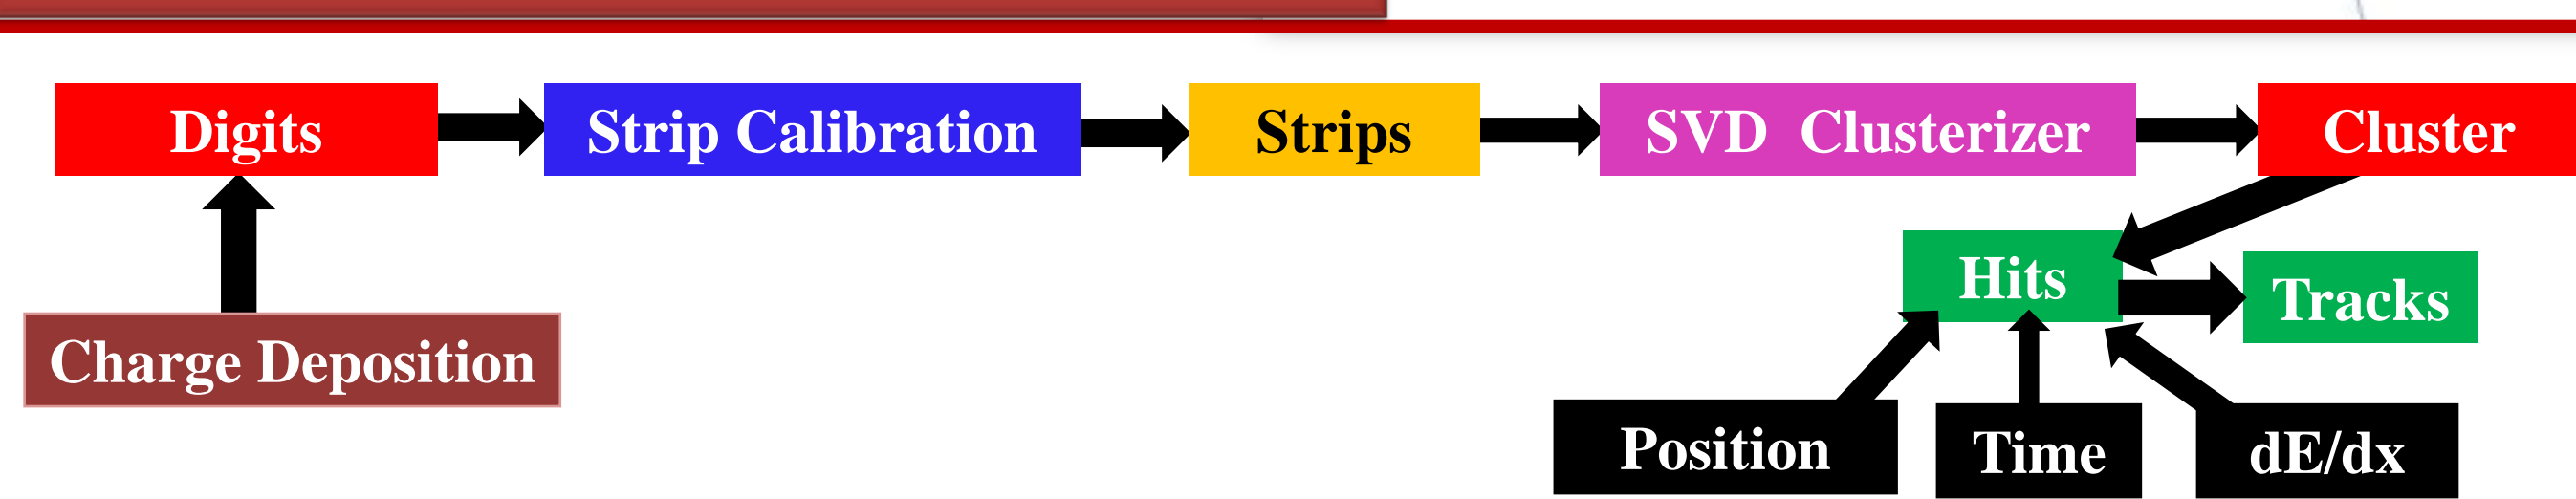 Digits
Strip Calibration
Strips
SVD  Clusterizer
Cluster
Hits
Tracks
Charge Deposition
Position
Time
dE/dx